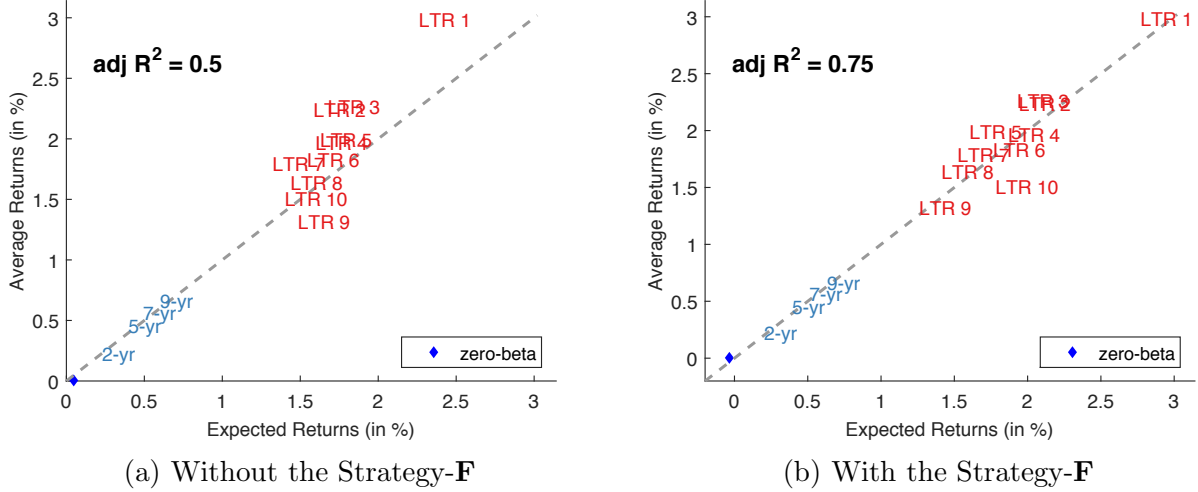 3
2.5
2
1.5
1
0.5
0
Average Returns (in %)
adj R² = 0.5
LTR 1
LTR 3
LTR 2
LTR 5
LTR 4
LTR 6
LTR 7
LTR 8
LTR 10
LTR 9
9-yr
7-yr
5-yr
2-yr
zero-beta
0 0.5 1 1.5 2 2.5 3
Expected Returns (in %)
(a) Without the Strategy-F
3
2.5
2
1.5
1
0.5
0
Average Returns (in %)
adj R² = 0.75
LTR 1
LTR 3
LTR 2
LTR 5
LTR 4
LTR 6
LTR 7
LTR 8
LTR 10
LTR 9
9-yr
7-yr
5-yr
2-yr
zero-beta
0 0.5 1 1.5 2 2.5 3
Expected Returns (in %)
(b) With the Strategy-F